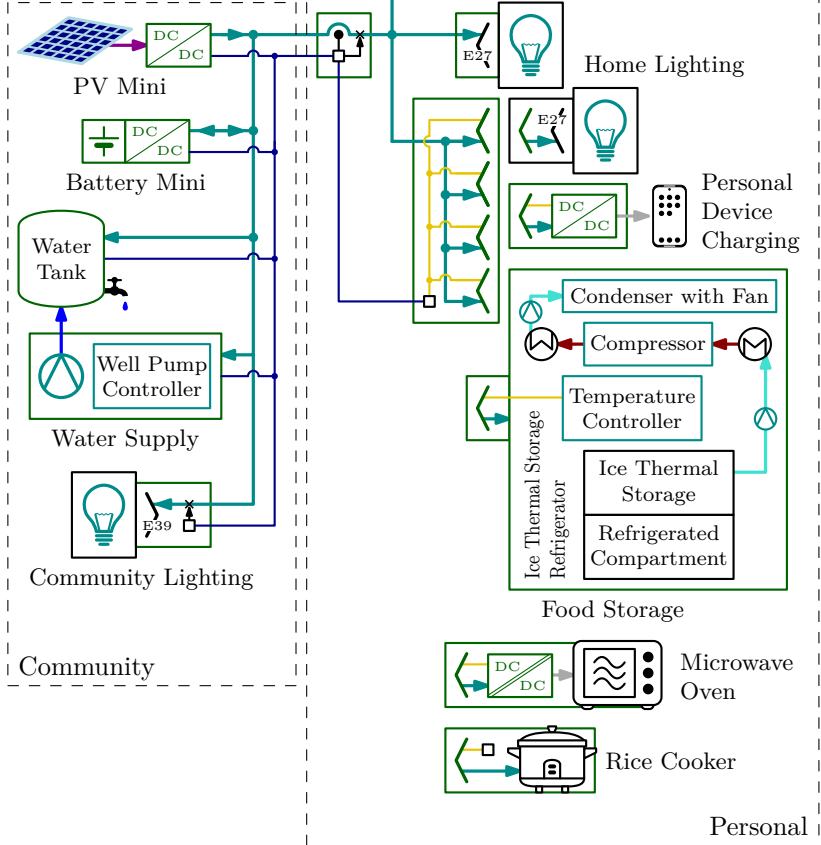 DC
DC
PV Mini
E27
Home Lighting
DC
DC
Battery Mini
E27
Personal
Device
Charging
DC
DC
Water
Tank
Condenser with Fan
Compressor
Well Pump
Controller
Water Supply
Temperature
Controller
Ice Thermal Storage
Refrigerator
Ice Thermal
Storage
Refrigerated
Compartment
E39
Community Lighting
Food Storage
Community
DC
DC
Microwave
Oven
Rice Cooker
Personal